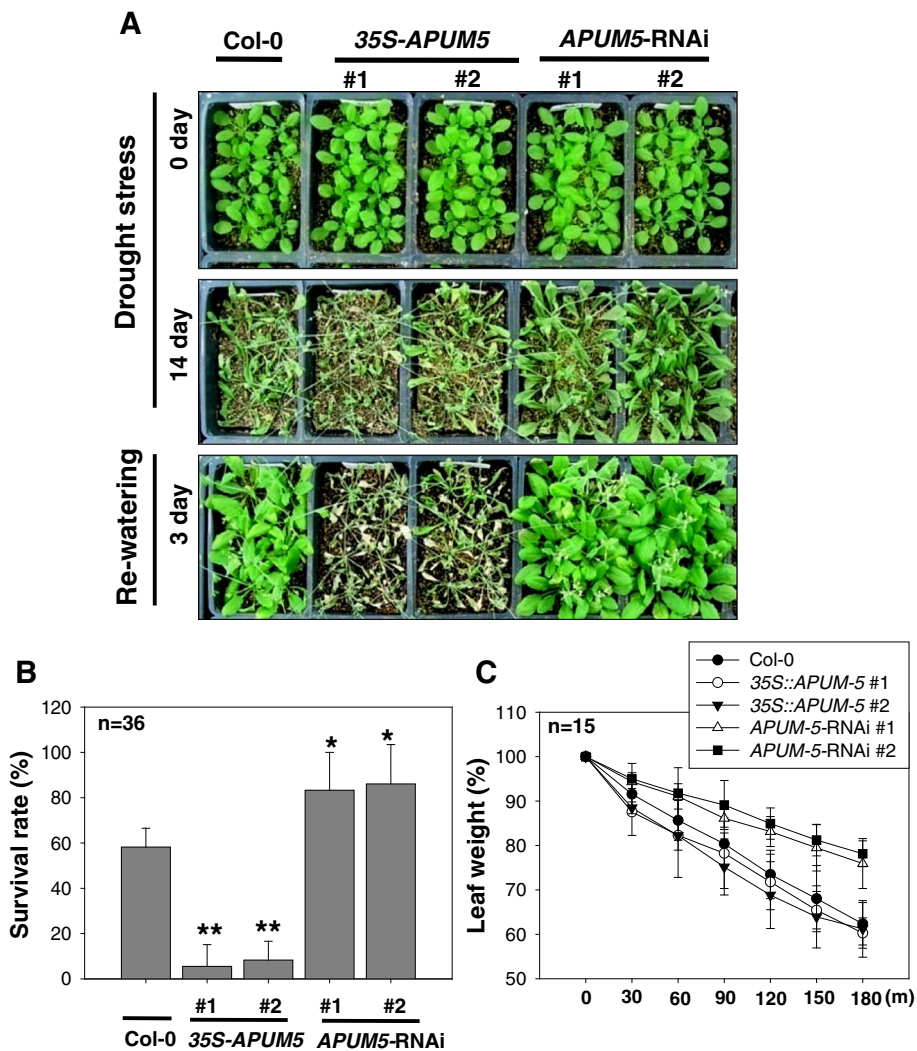 A
Col-0 35S-APUM5 APUM5-RNAi
#1 #2 #1 #2
Drought stress
0 day
14 day
Re-watering
3 day
B
120
100
80
60
40
20
0
Survival rate (%)
n=36
** ** * *
#1 #2 #1 #2
Col-0 35S-APUM5 APUM5-RNAi
C
Col-0
35S::APUM-5 #1
35S::APUM-5 #2
APUM-5-RNAi #1
APUM-5-RNAi #2
110
100
90
80
70
60
50
Leaf weight (%)
n=15
0 30 60 90 120 150 180 (m)